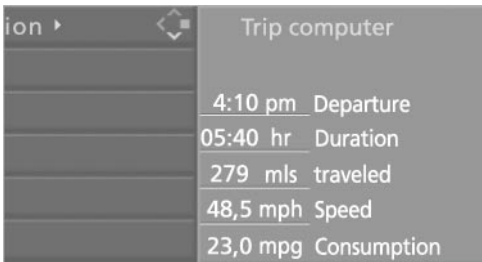 ion ▸ Trip computer
4:10 pm Departure
05:40 hr Duration
279 mls traveled
48,5 mph Speed
23,0 mpg Consumption